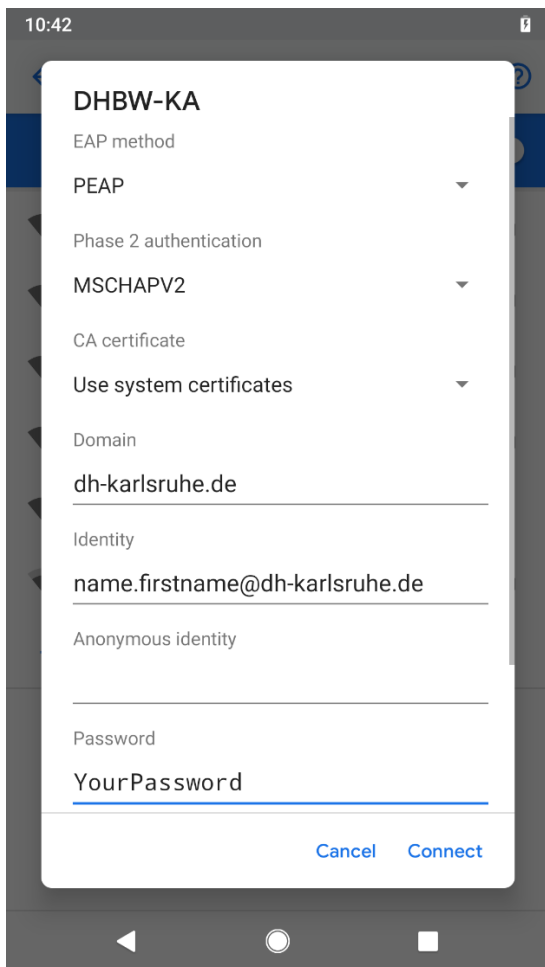 10:42
DHBW-KA
EAP method
PEAP
Phase 2 authentication
MSCHAPV2
CA certificate
Use system certificates
Domain
dh-karlsruhe.de
Identity
name.firstname@dh-karlsruhe.de
Anonymous identity
Password
YourPassword
Cancel Connect